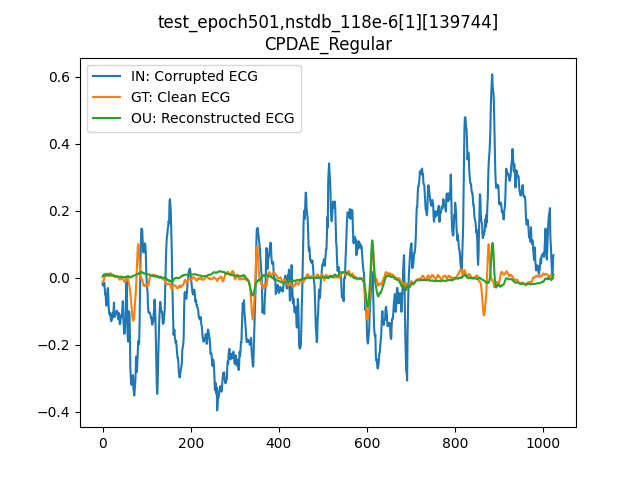 test_epoch501,nstdb_118e-6[1][139744]
CPDAE_Regular
IN: Corrupted ECG
GT: Clean ECG
OU: Reconstructed ECG
0.6
0.4
0.2
0.0
−0.2
−0.4
0 200 400 600 800 1000